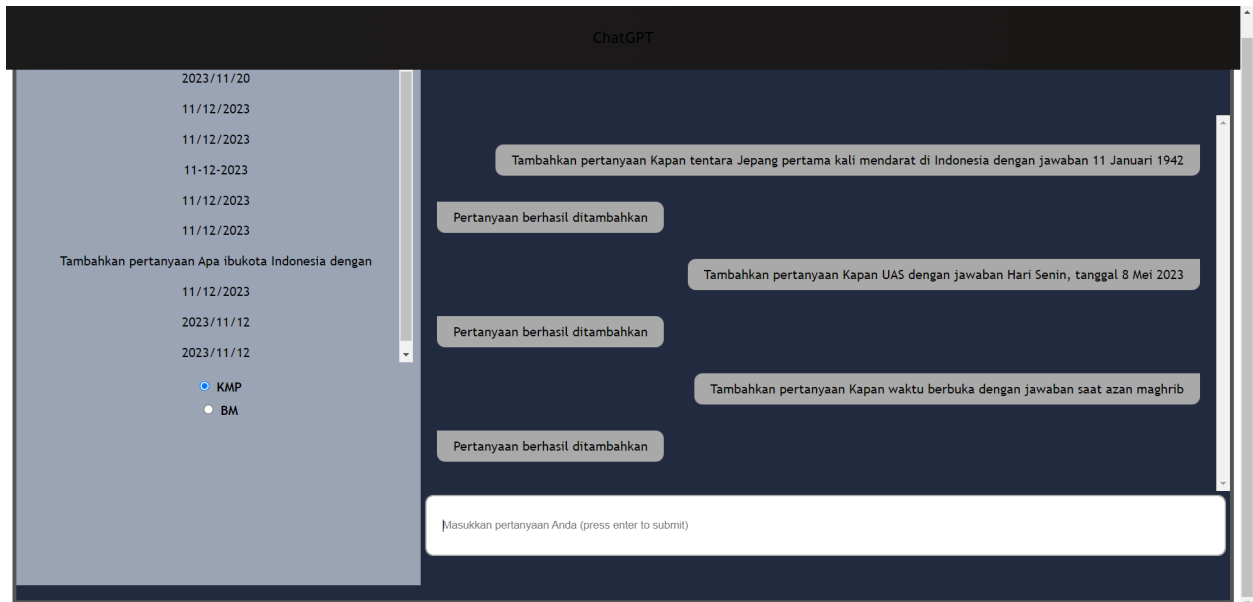 ChatGPT
2023/11/20
11/12/2023
11/12/2023
11-12-2023
11/12/2023
11/12/2023
Tambahkan pertanyaan Apa ibukota Indonesia dengan
11/12/2023
2023/11/12
2023/11/12
KMP
BM
Tambahkan pertanyaan Kapan tentara Jepang pertama kali mendarat di Indonesia dengan jawaban 11 Januari 1942
Pertanyaan berhasil ditambahkan
Tambahkan pertanyaan Kapan UAS dengan jawaban Hari Senin, tanggal 8 Mei 2023
Pertanyaan berhasil ditambahkan
Tambahkan pertanyaan Kapan waktu berbuka dengan jawaban saat azan maghrib
Pertanyaan berhasil ditambahkan
Masukkan pertanyaan Anda (press enter to submit)